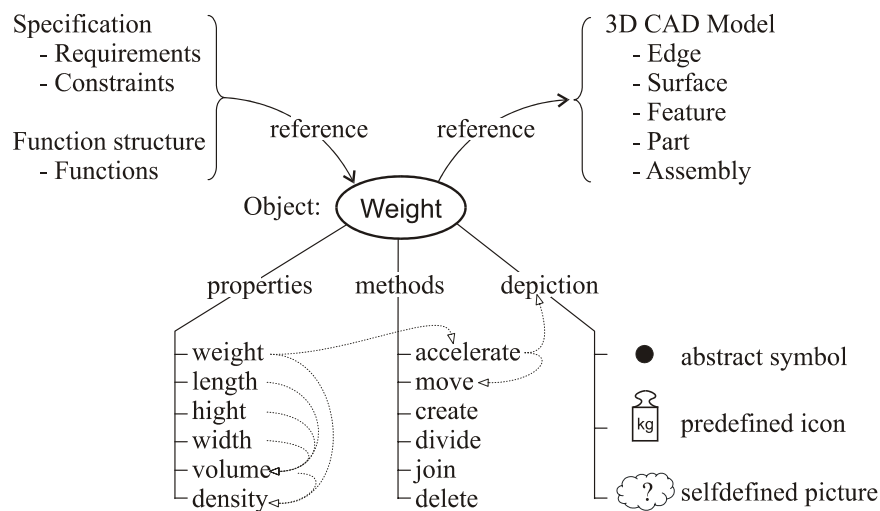 Specification
- Requirements
- Constraints
Function structure
- Functions
reference
reference
3D CAD Model
- Edge
- Surface
- Feature
- Part
- Assembly
Object: Weight
properties
methods
depiction
weight
length
hight
width
volume
density
accelerate
move
create
divide
join
delete
abstract symbol
kg predefined icon
? selfdefined picture